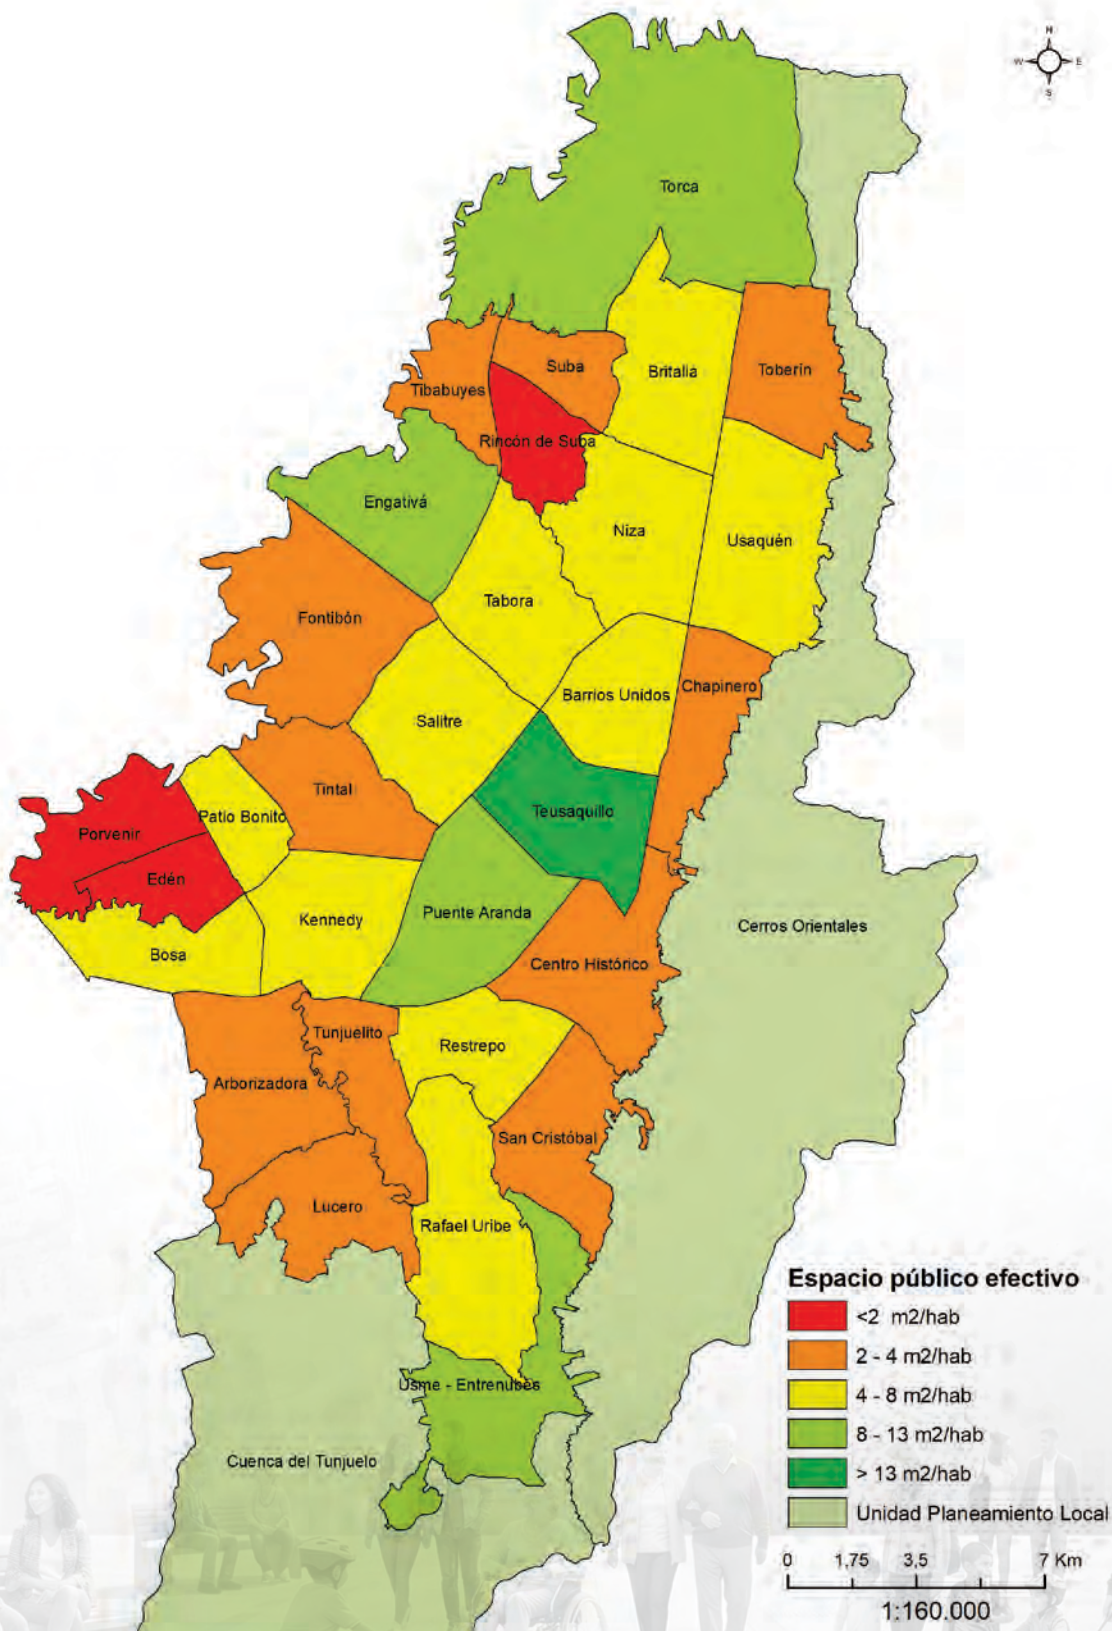 N
W E
S
Torca
Suba
Britalia
Toberín
Tibabuyes
Rincón de Suba
Engativá
Niza
Usaquén
Tabora
Fontibón
Chapinero
Barrios Unidos
Salitre
Tintal
Teusaquillo
Patio Bonito
Porvenir
Edén
Puente Aranda
Kennedy
Cerros Orientales
Bosa
Centro Histórico
Tunjuelito
Restrepo
Arborizadora
San Cristóbal
Lucero
Rafael Uribe
Usme - Entrenubes
Cuenca del Tunjuelo
Espacio público efectivo
<2 m2/hab
2 - 4 m2/hab
4 - 8 m2/hab
8 - 13 m2/hab
> 13 m2/hab
Unidad Planeamiento Local
0 1,75 3,5 7 Km
1:160.000